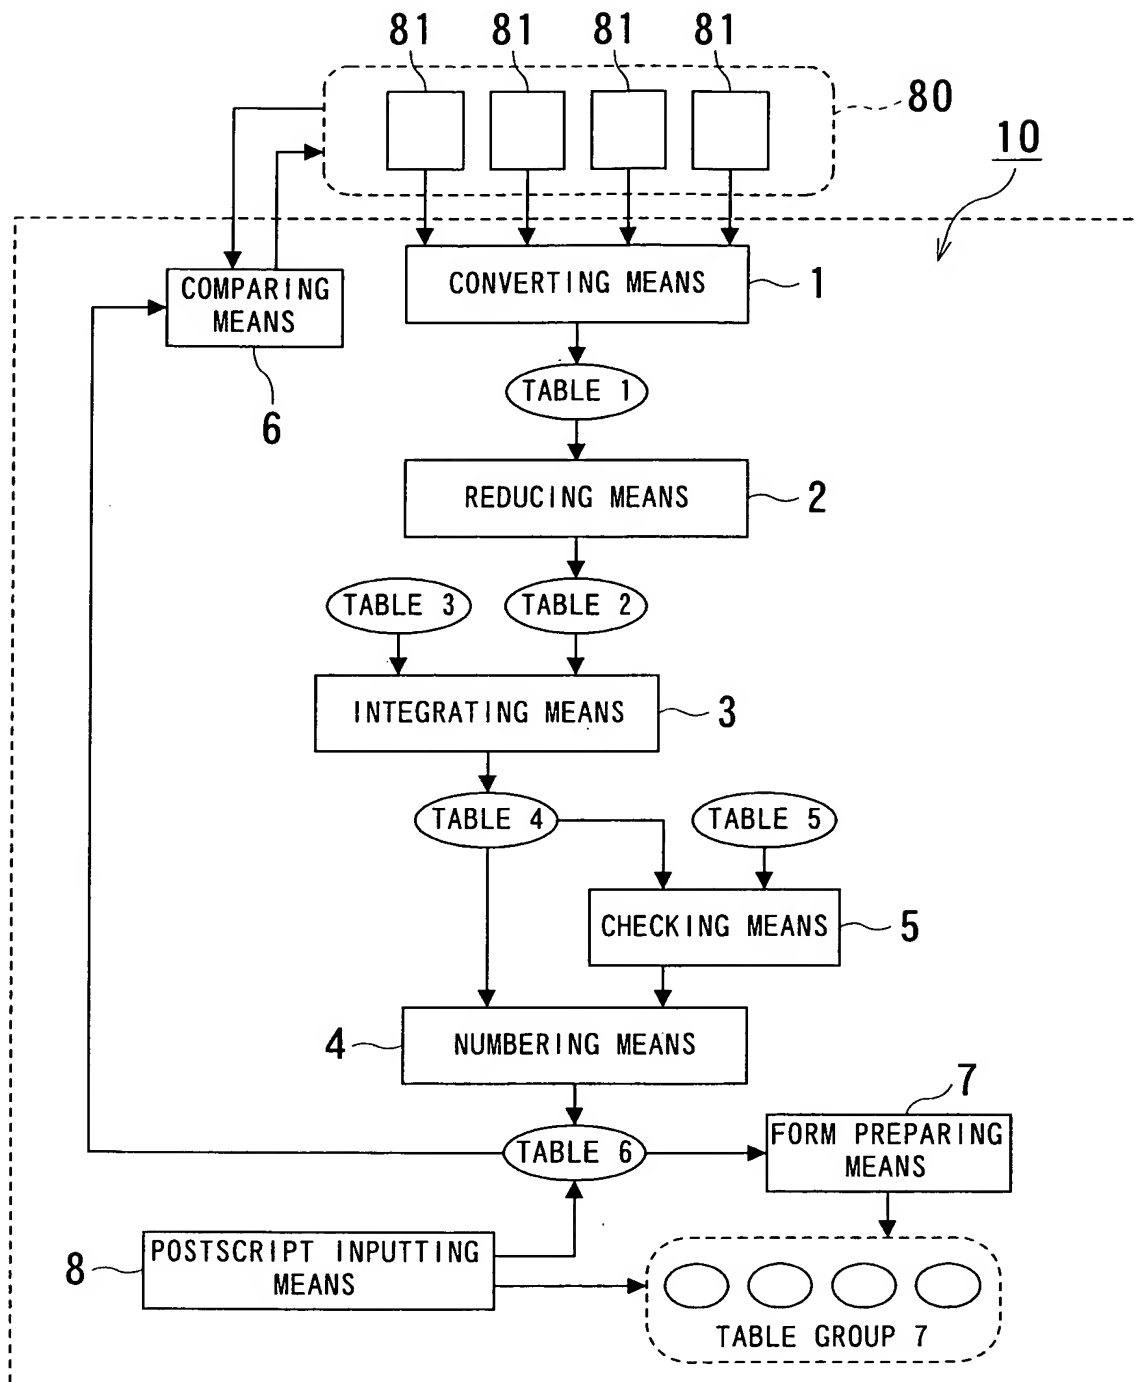 81 81 81 81
80
10
CONVERTING MEANS
1
COMPARING
MEANS
6
TABLE 1
REDUCING MEANS
2
TABLE 3
TABLE 2
INTEGRATING MEANS
3
TABLE 4
TABLE 5
CHECKING MEANS
5
4
NUMBERING MEANS
7
FORM PREPARING
MEANS
TABLE 6
8
POSTSCRIPT INPUTTING
MEANS
TABLE GROUP 7